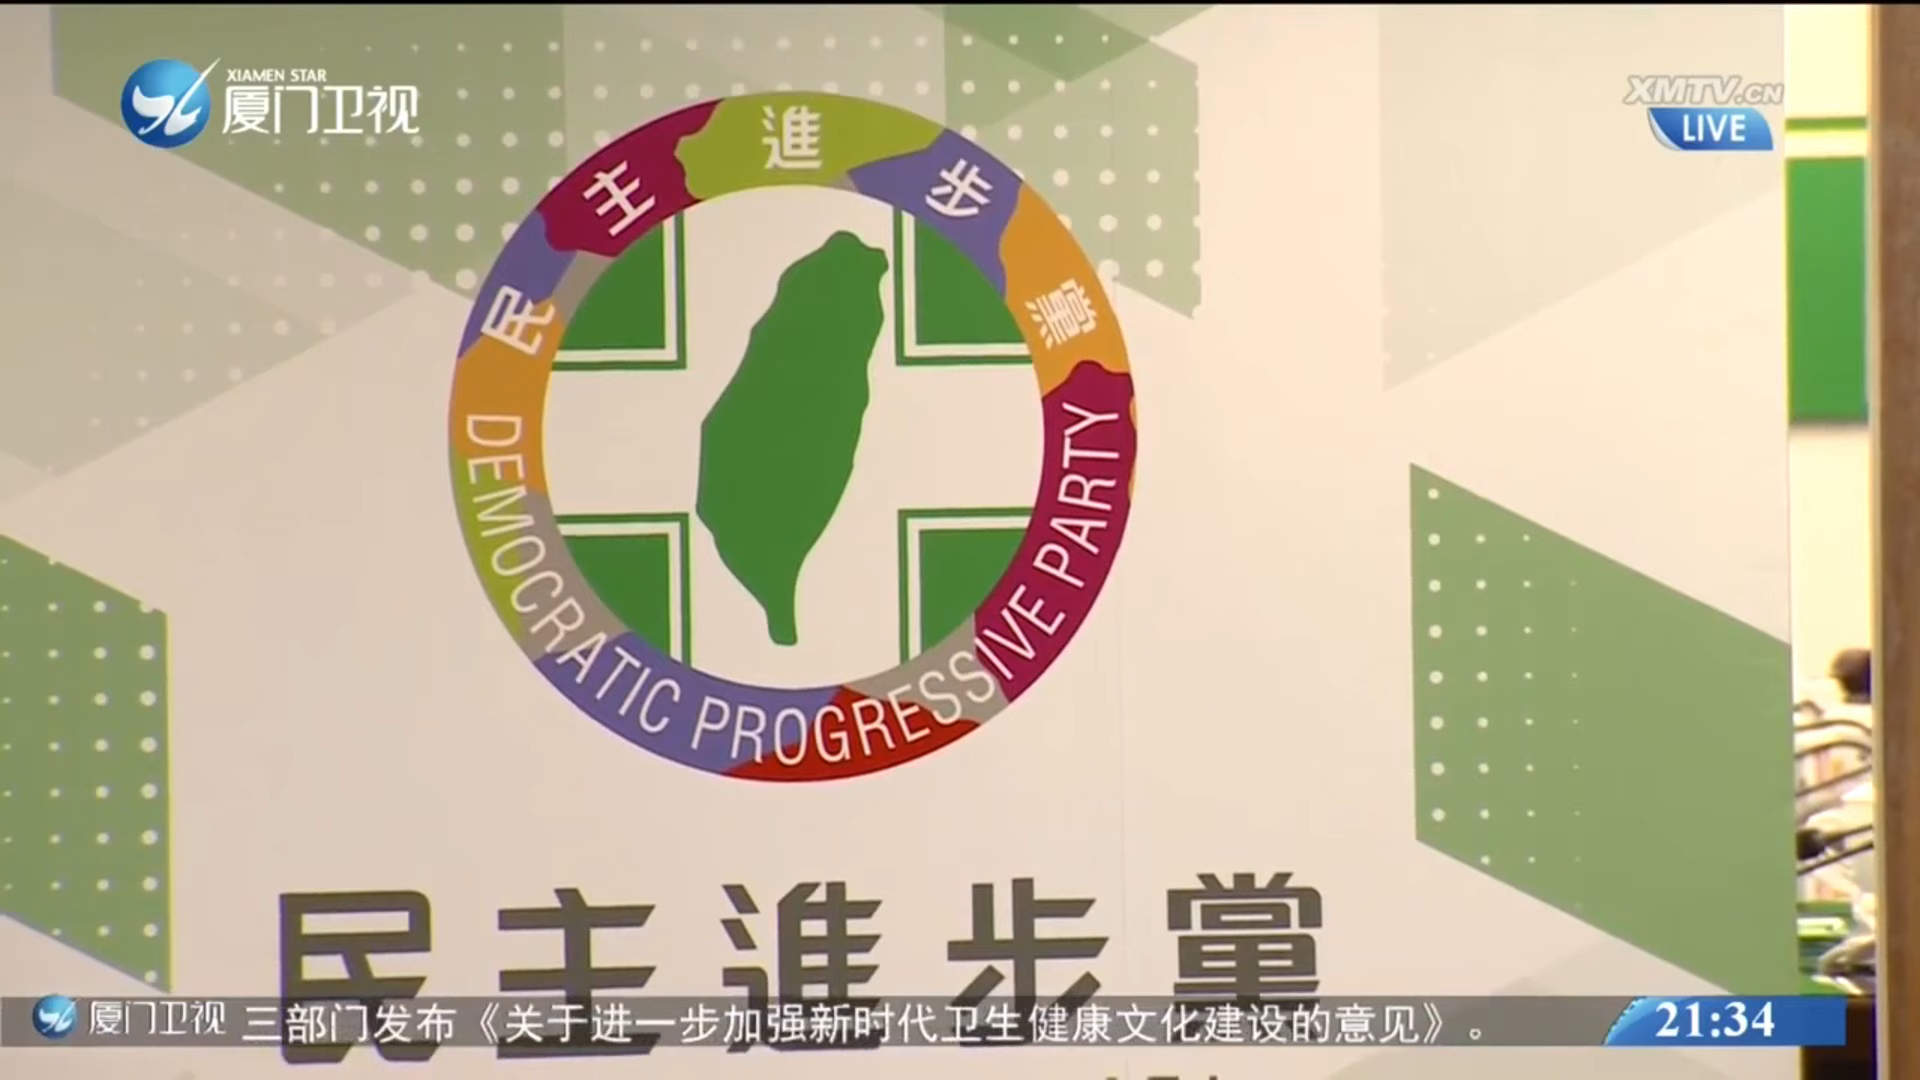 XIAMEN STAR
厦门卫视
XMTV.CN
LIVE
民主進步黨
DEMOCRATIC PROGRESSIVE PARTY
民主進步黨
厦门卫视 三部门发布《关于进一步加强新时代卫生健康文化建设的意见》。
21:34